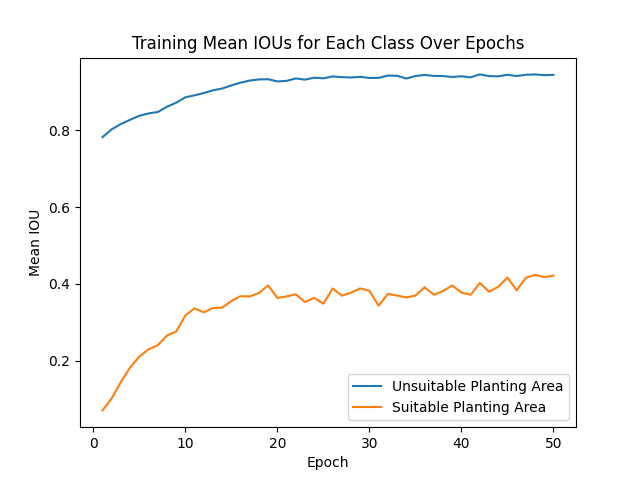 Training Mean IOUs for Each Class Over Epochs
Mean IOU
0.8
0.6
0.4
0.2
Unsuitable Planting Area
Suitable Planting Area
0 10 20 30 40 50
Epoch